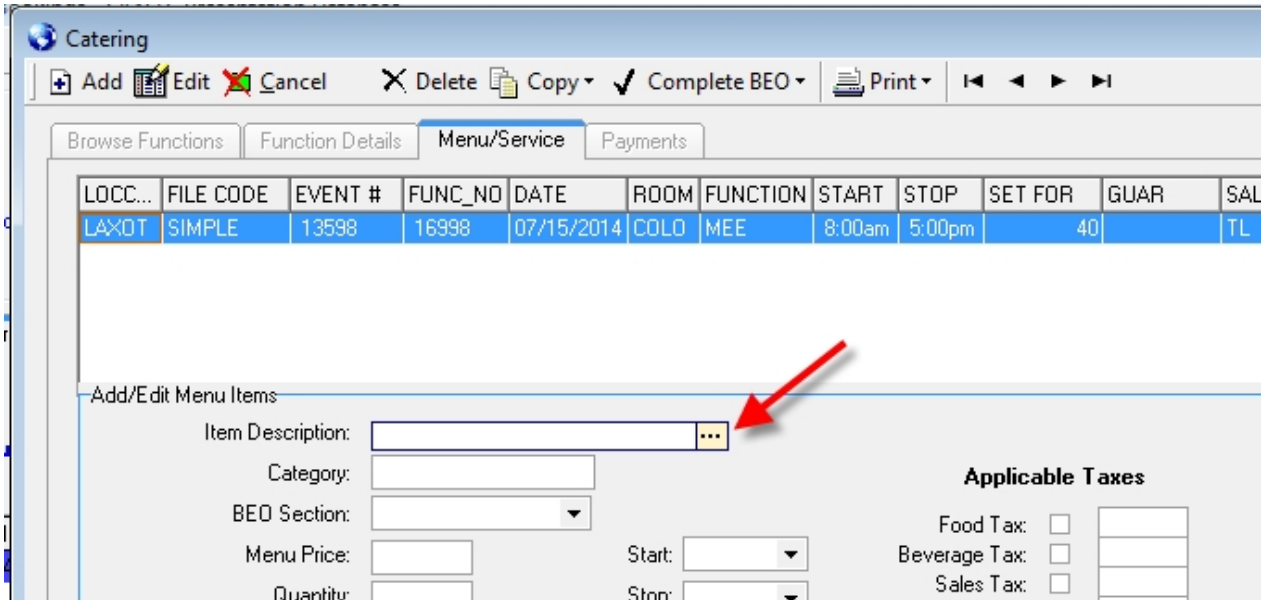 Catering
Add Edit Cancel Delete Copy Complete BEO Print
Browse Functions Function Details Menu/Service Payments
LOCC... FILE CODE EVENT # FUNC_NO DATE ROOM FUNCTION START STOP SET FOR GUAR SAL
LAXOT SIMPLE 13598 16998 07/15/2014 COLO MEE 8:00am 5:00pm 40 TL
Add/Edit Menu Items
Item Description: ...
Category:
Applicable Taxes
BEO Section:
Food Tax:
Menu Price: Start: Beverage Tax:
Sales Tax:
Quantity: Stop: